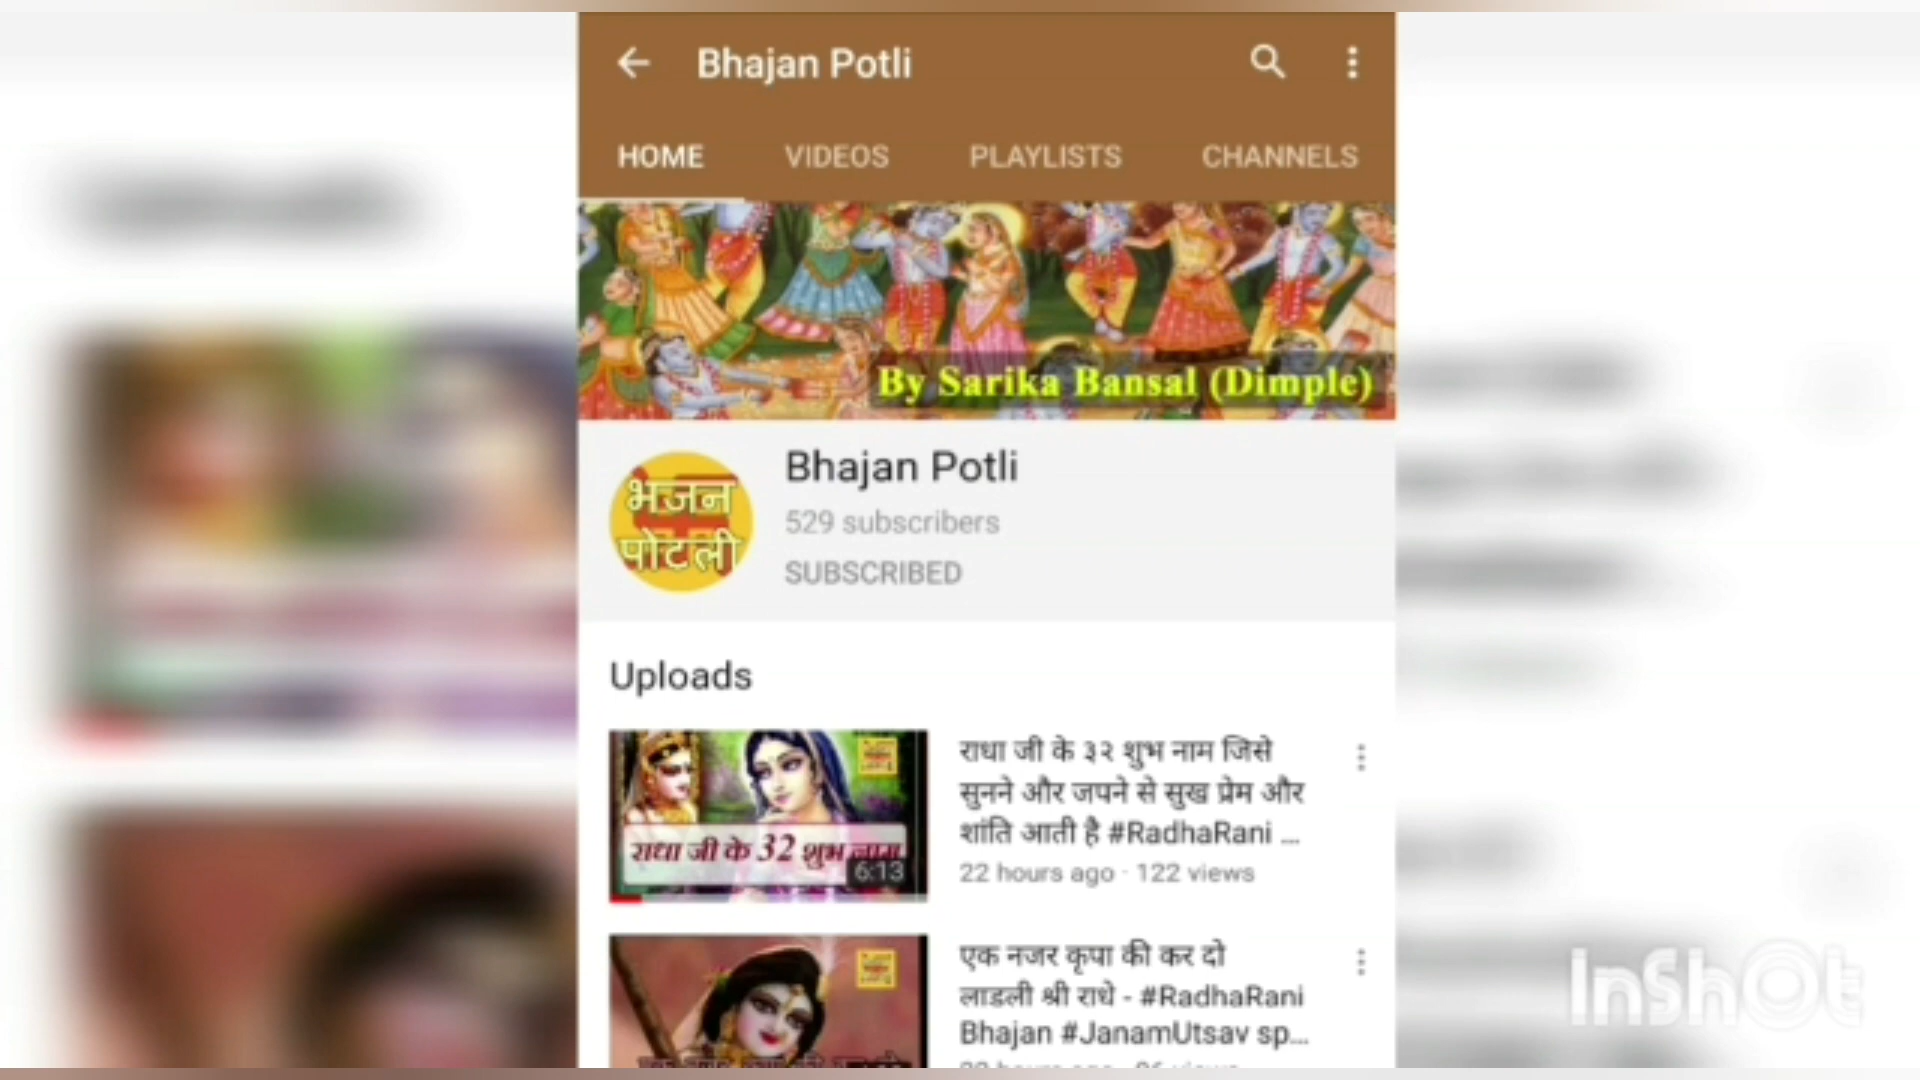 Bhajan Potli
HOME VIDEOS PLAYLISTS CHANNELS
By Sarika Bansal (Dimple)
भजन
पोटली
Bhajan Potli
529 subscribers
SUBSCRIBED
Uploads
राधा जी के 32 शुभ नाम
6:13
राधा जी के ३२ शुभ नाम जिसे
सुनने और जपने से सुख प्रेम और
शांति आती है #RadhaRani ...
22 hours ago · 122 views
एक नजर कृपा की कर दो
लाडली श्री राधे - #RadhaRani
Bhajan #JanamUtsav sp...
InShOt